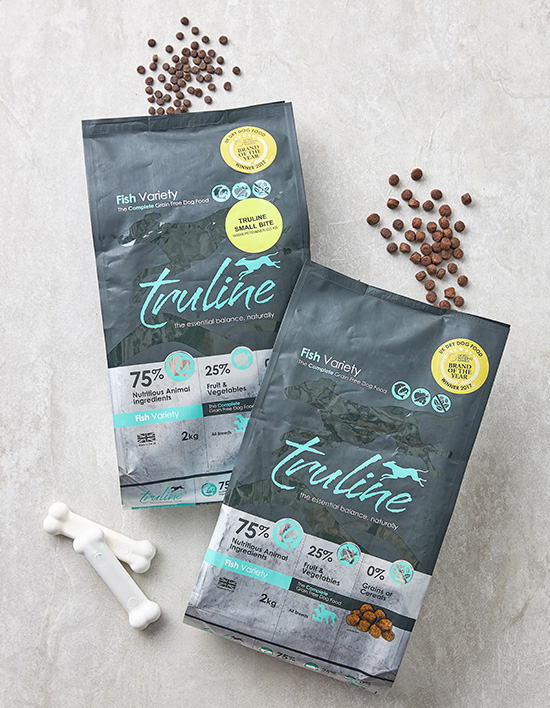 UK DRY DOG FOOD
BRAND
OF THE
YEAR
WINNER 2017
Fish Variety
The Complete Grain Free Dog Food
TRULINE
SMALL BITE
truline
the essential balance, naturally
75%
Nutritious Animal
Ingredients
25%
Fruit &
Vegetables
Fish Variety
The Complete
Grain Free Dog Food
2kg
All Breeds
truline
UK DRY DOG FOOD
BRAND
OF THE
YEAR
WINNER 2017
Fish Variety
The Complete Grain Free Dog Food
truline
the essential balance, naturally
75%
Nutritious Animal
Ingredients
25%
Fruit &
Vegetables
0%
Grains or
Cereals
Fish Variety
The Complete
Grain Free Dog Food
2kg
All Breeds
75%